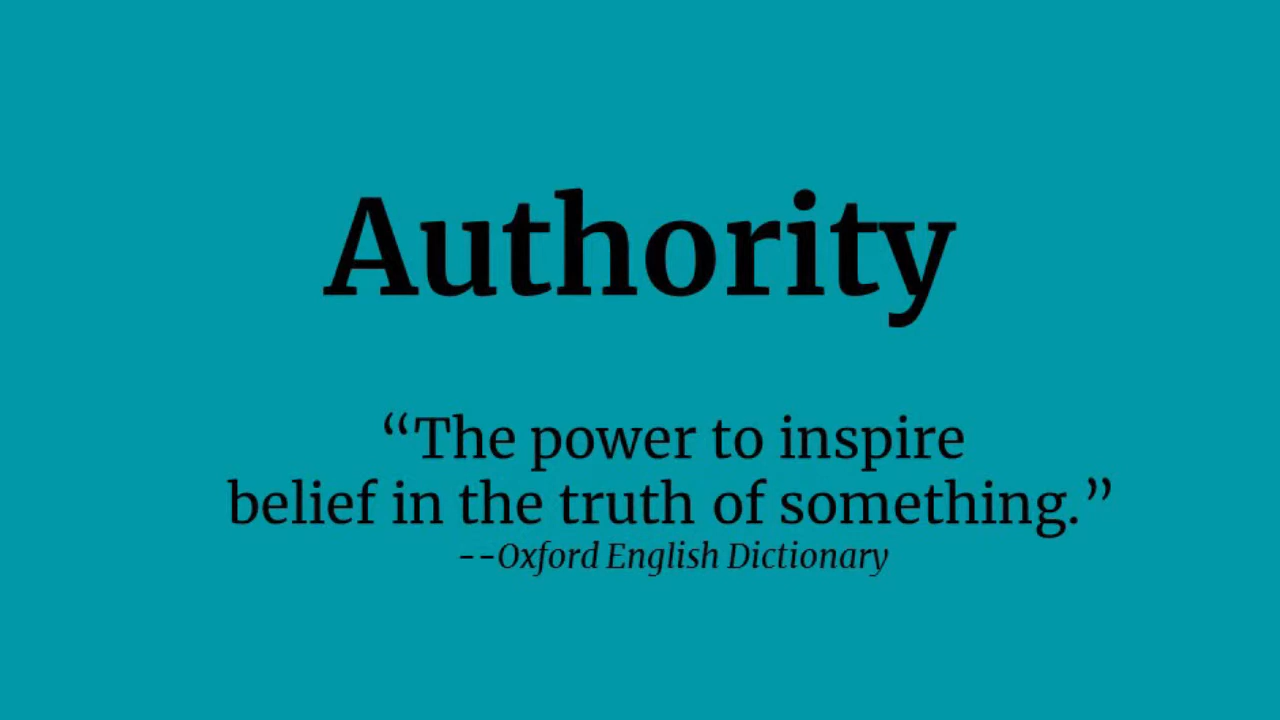 Authority
“The power to inspire
belief in the truth of something.”
--Oxford English Dictionary